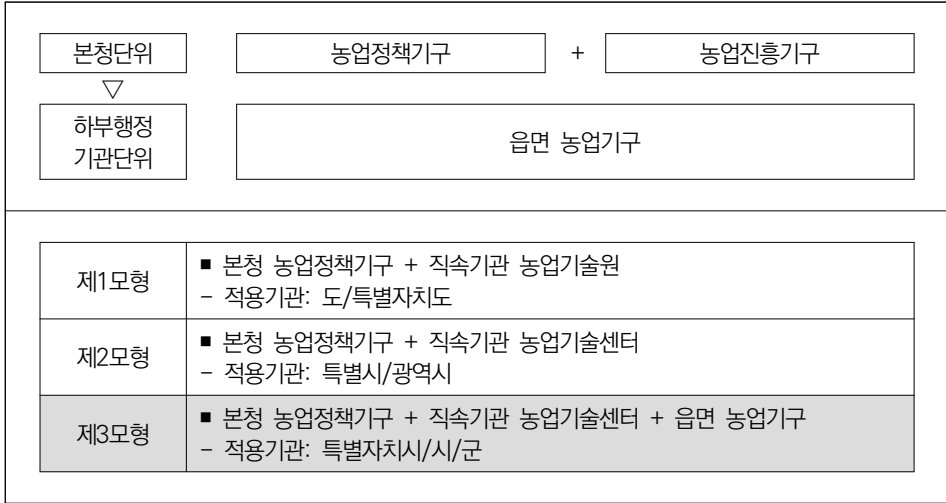 본청단위 농업정책기구 + 농업진흥기구
▽
하부행정
기관단위
읍면 농업기구
제1모형
■ 본청 농업정책기구 + 직속기관 농업기술원
- 적용기관: 도/특별자치도
제2모형
■ 본청 농업정책기구 + 직속기관 농업기술센터
- 적용기관: 특별시/광역시
제3모형
■ 본청 농업정책기구 + 직속기관 농업기술센터 + 읍면 농업기구
- 적용기관: 특별자치시/시/군